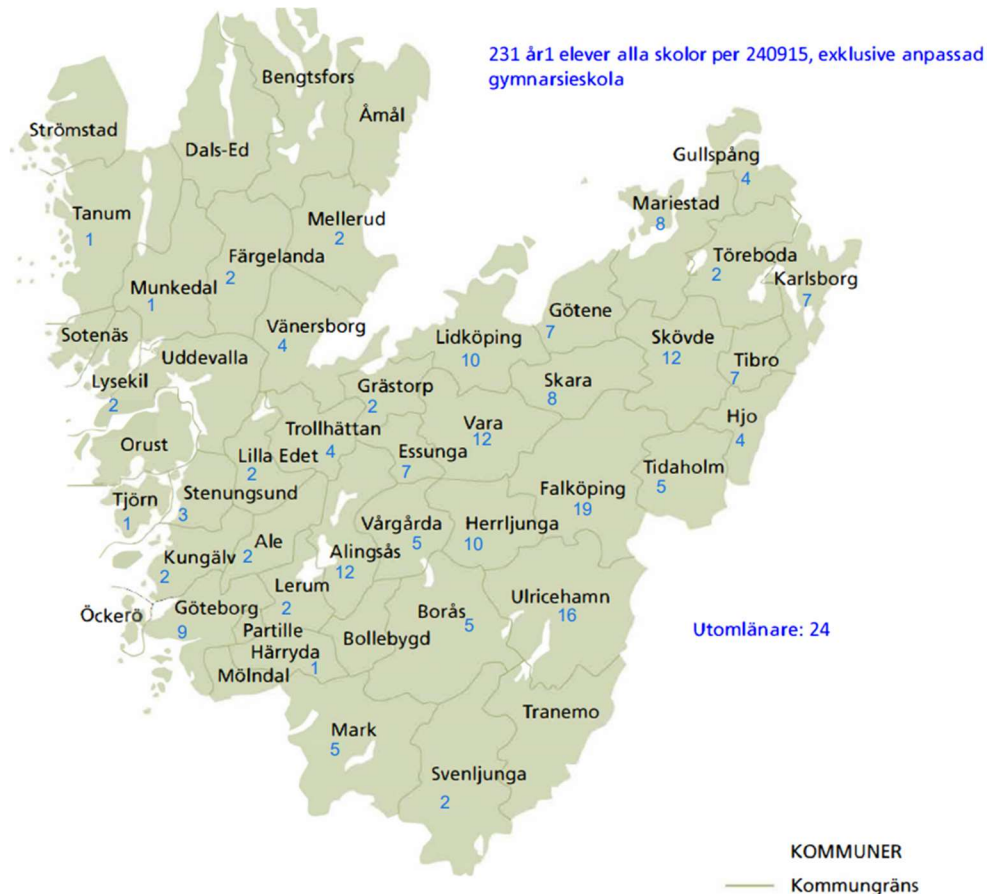 231 år1 elever alla skolor per 240915, exklusive anpassad
gymnarsieskola
Bengtsfors
Åmål
Strömstad
Dals-Ed
Gullspång
4
Tanum
1
Mellerud
2
Mariestad
8
Färgelanda
2
Töreboda
2
Karlsborg
7
Munkedal
1
Götene
7
Sotenäs
Vänersborg
4
Lidköping
10
Skövde
12
Uddevalla
Tibro
7
Lysekil
2
Grästorp
2
Skara
8
Hjo
4
Orust
Trollhättan
4
Vara
12
Lilla Edet
2
Essunga
7
Tidaholm
5
Tjörn
1
Stenungsund
3
Falköping
19
Vårgårda
5
Herrljunga
10
Kungälv
2
Ale
2
Alingsås
12
Lerum
2
Ulricehamn
16
Öckerö
Göteborg
9
Borås
5
Partille
Bollebygd
Utomlänare: 24
Härryda
1
Mölndal
Tranemo
Mark
5
Svenljunga
2
KOMMUNER
Kommungräns